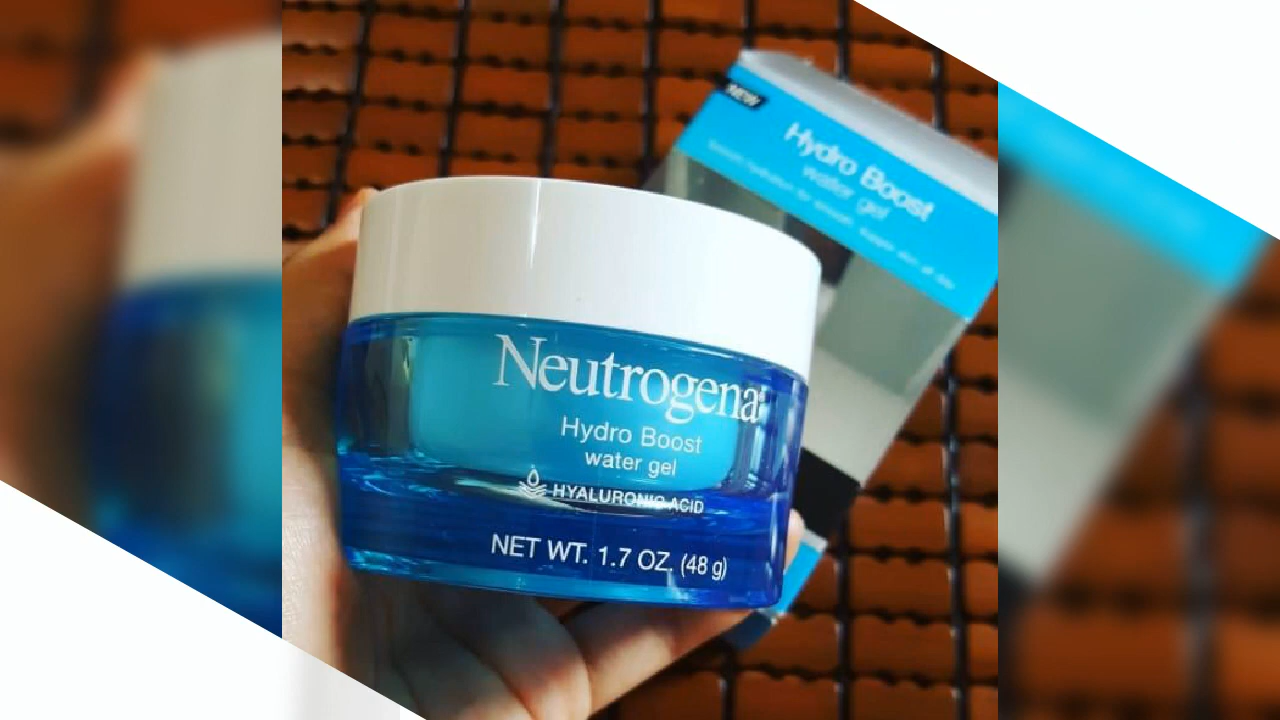 NEW
Hydro Boost
water gel
Neutrogena
Hydro Boost
water gel
HYALURONIC ACID
NET WT. 1.7 OZ. (48 g)